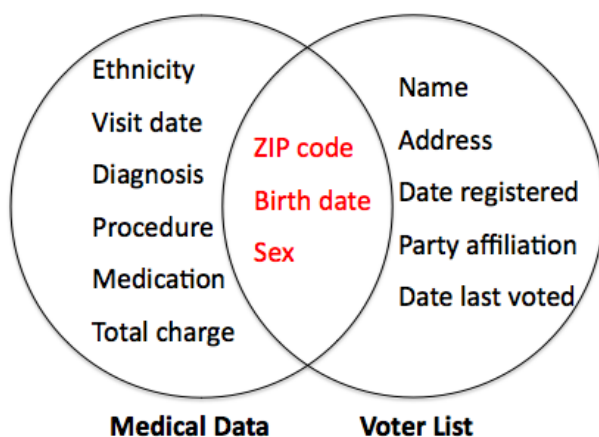 Ethnicity
Visit date
Diagnosis
Procedure
Medication
Total charge
ZIP code
Birth date
Sex
Name
Address
Date registered
Party affiliation
Date last voted
Medical Data
Voter List